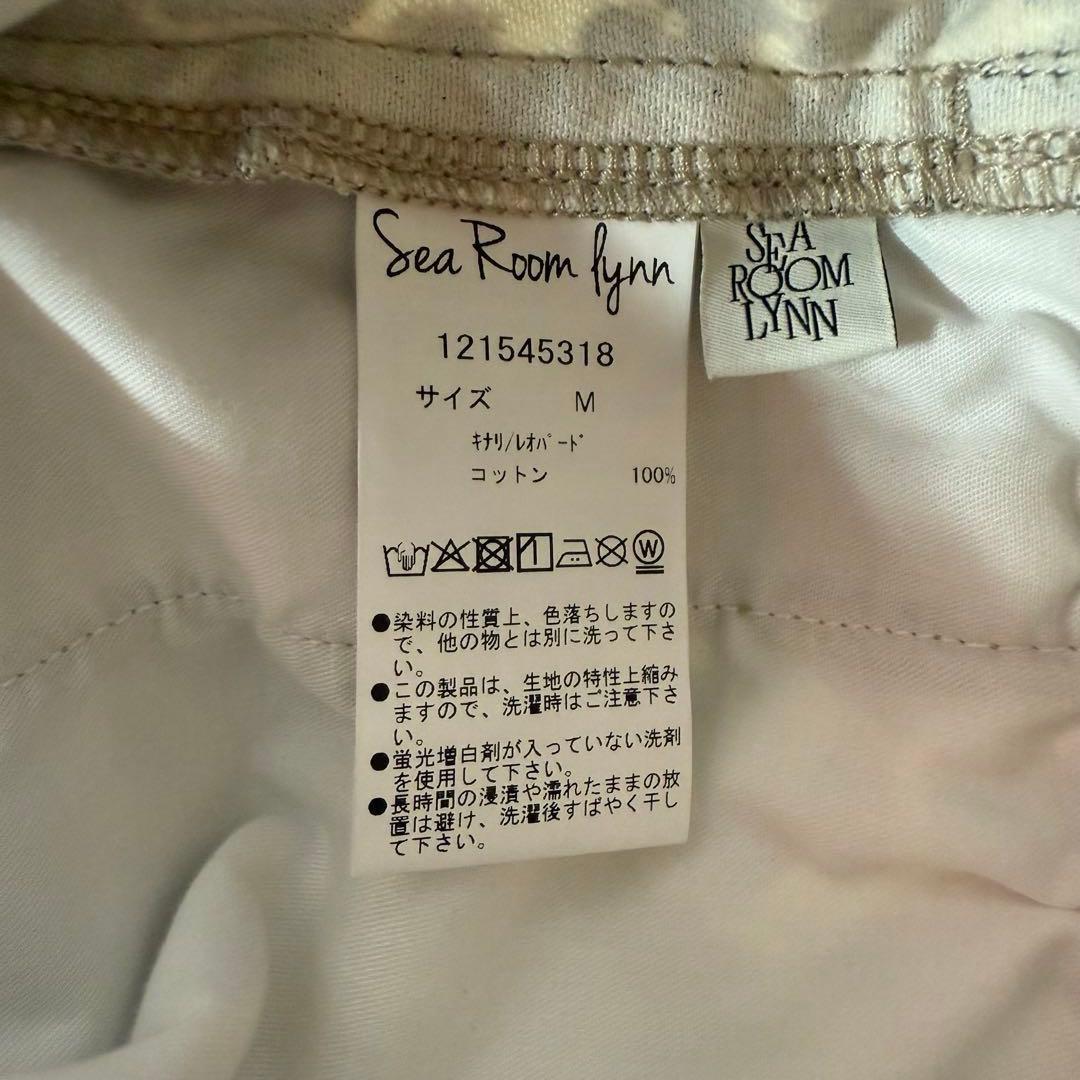 Sea Room lynn
SEA
ROOM
LYNN
121545318
サイズ M
ｷﾅﾘ/ﾚｵﾊﾟｰﾄﾞ
コットン 100%
W
●染料の性質上、色落ちしますの
で、他の物とは別に洗って下さ
い。
●この製品は、生地の特性上縮み
ますので、洗濯時はご注意下さ
い。
●蛍光増白剤が入っていない洗剤
を使用して下さい。
●長時間の浸漬や濡れたままの放
置は避け、洗濯後すばやく干し
て下さい。